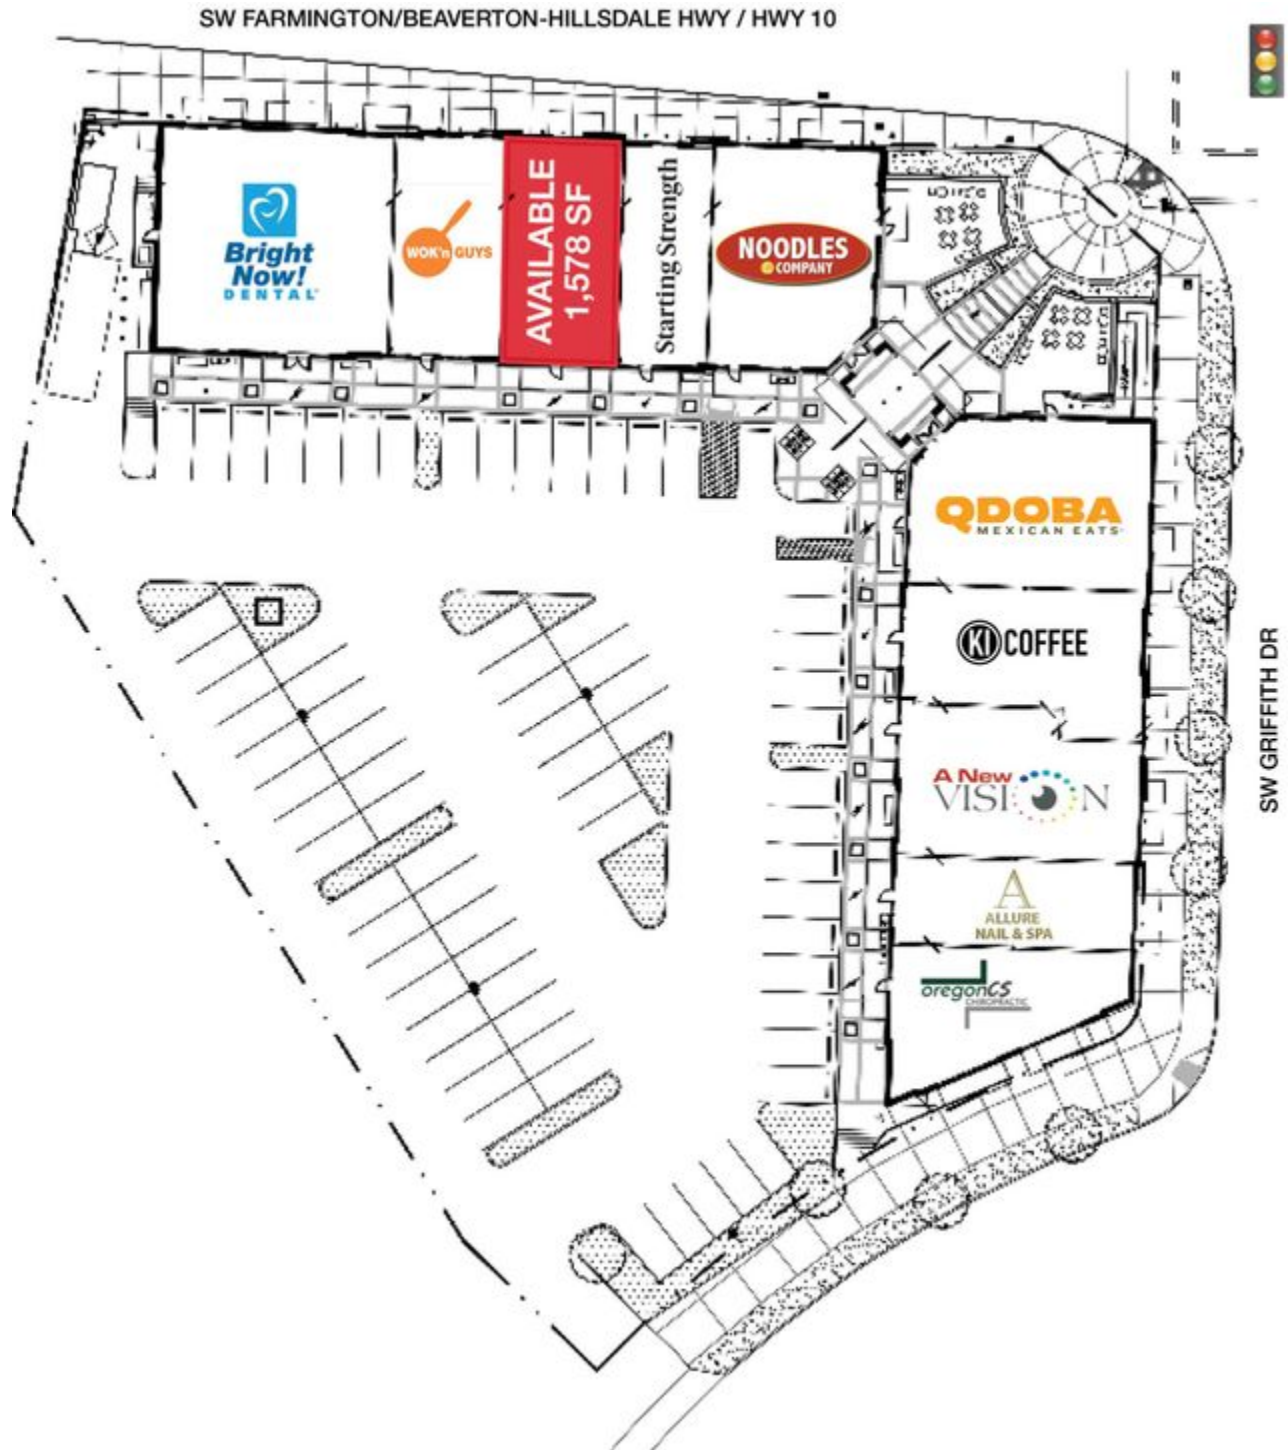 SW FARMINGTON/BEAVERTON-HILLSDALE HWY / HWY 10
Bright
Now!
DENTAL
WOK'n GUYS
AVAILABLE
1,578 SF
Starting Strength
NOODLES
& COMPANY
QDOBA
MEXICAN EATS
KI COFFEE
A New
VISION
A
ALLURE
NAIL & SPA
oregonCS
CHIROPRACTIC
SW GRIFFITH DR